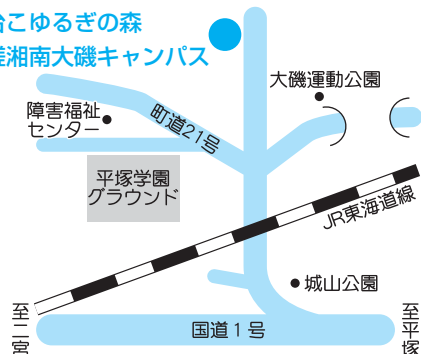 台こゆるぎの森
湘南大磯キャンパス
大磯運動公園
障害福祉
センター
町道21号
平塚学園
グラウンド
JR東海道線
城山公園
至二宮
国道1号
至平塚